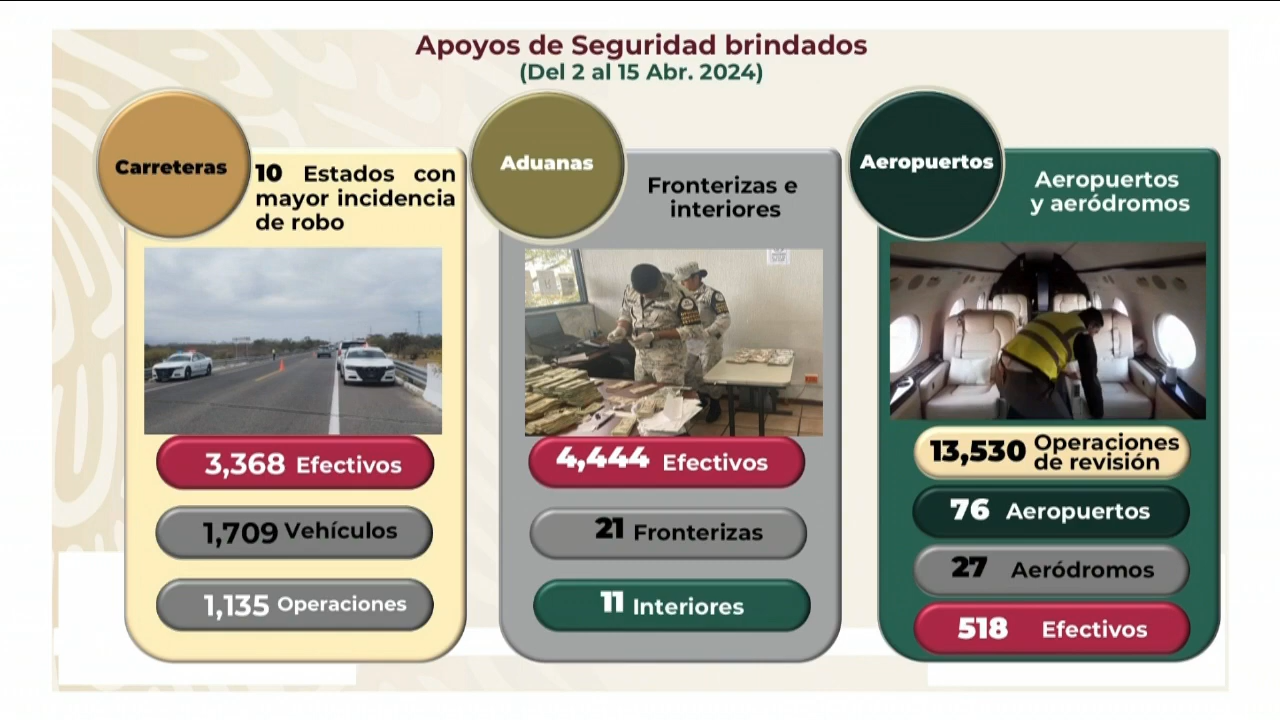 Apoyos de Seguridad brindados
(Del 2 al 15 Abr. 2024)
Carreteras
10 Estados con
mayor incidencia
de robo
3,368 Efectivos
1,709 Vehículos
1,135 Operaciones
Aduanas
Fronterizas e
interiores
4,444 Efectivos
21 Fronterizas
11 Interiores
Aeropuertos
Aeropuertos
y aeródromos
13,530 Operaciones
de revisión
76 Aeropuertos
27 Aeródromos
518 Efectivos